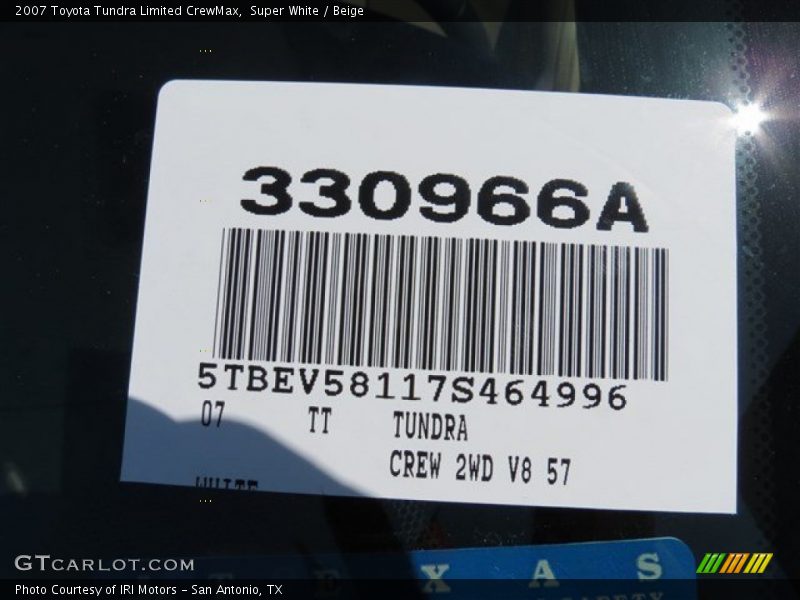 2007 Toyota Tundra Limited CrewMax, Super White / Beige
330966A
5TBEV58117S464996
07 TT TUNDRA
CREW 2WD V8 57
WHITE
X A S
GTCARLOT.COM
Photo Courtesy of IRI Motors - San Antonio, TX